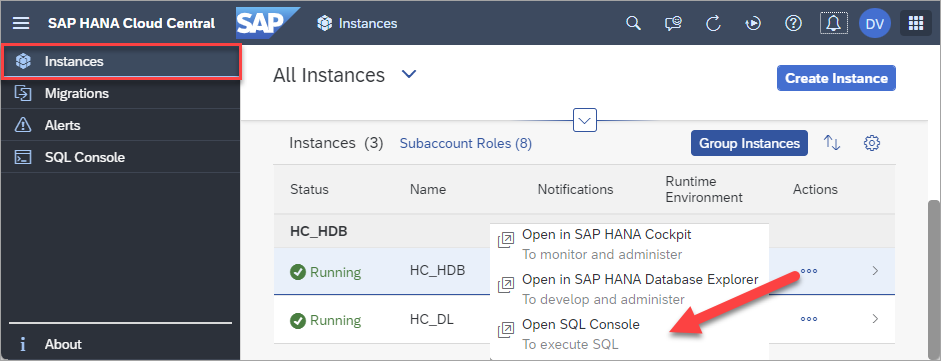 SAP HANA Cloud Central
SAP
Instances
DV
Instances
Migrations
Alerts
SQL Console
About
All Instances
Create Instance
Instances (3)
Subaccount Roles (8)
Group Instances
Status
Name
Notifications
Runtime
Environment
Actions
HC_HDB
Running
HC_HDB
Open in SAP HANA Cockpit
To monitor and administer
Open in SAP HANA Database Explorer
To develop and administer
Running
HC_DL
Open SQL Console
To execute SQL